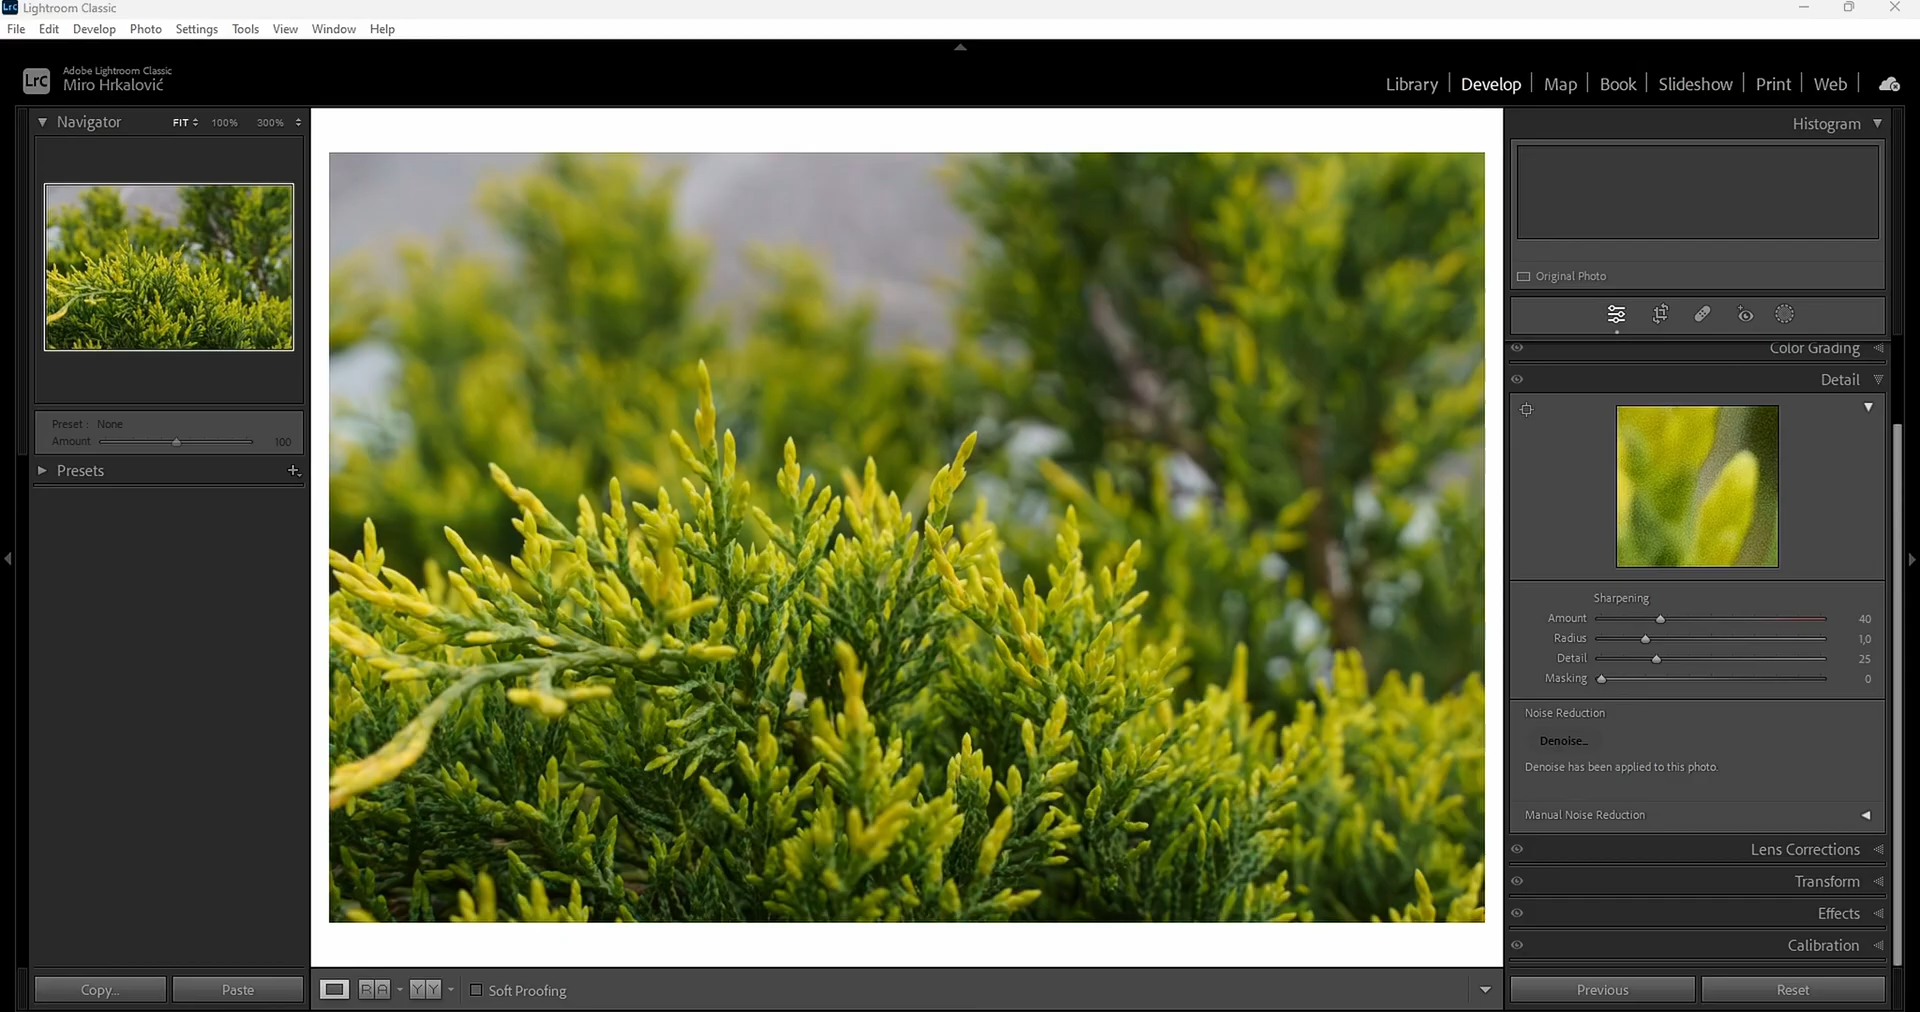 Lrc Lightroom Classic
File Edit Develop Photo Settings Tools View Window Help
LrC
Adobe Lightroom Classic
Miro Hrkalović
Library Develop Map Book Slideshow Print Web
Navigator FIT 100% 300%
Preset : None
Amount 100
Presets
Copy... Paste
R A Y Y Soft Proofing
Histogram
Original Photo
Color Grading
Detail
Sharpening
Amount 40
Radius 1,0
Detail 25
Masking 0
Noise Reduction
Denoise...
Denoise has been applied to this photo.
Manual Noise Reduction
Lens Corrections
Transform
Effects
Calibration
Previous Reset